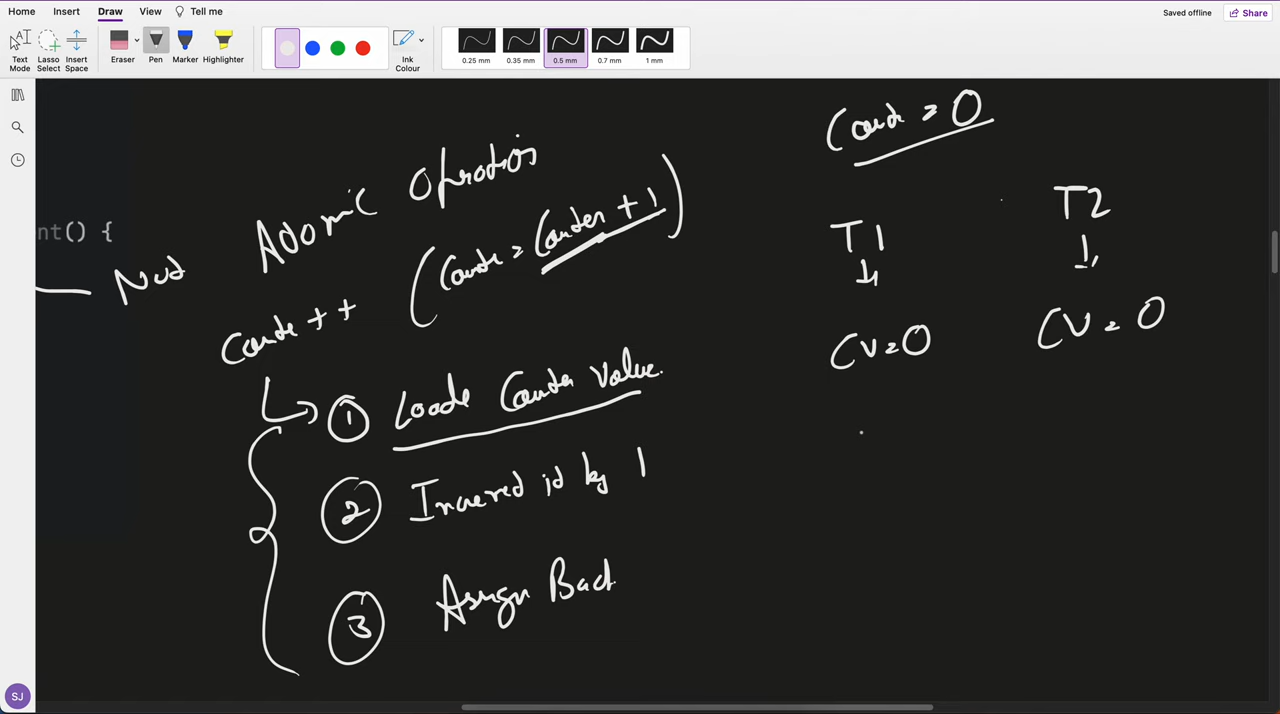 Home Insert Draw View Tell me
Saved offline Share
Text Mode
Lasso Select
Insert Space
Eraser Pen Marker Highlighter
Ink Colour
0.25 mm 0.35 mm 0.5 mm 0.7 mm 1 mm
nt() {
Not Atomic Operation
Counter++ (Counter = Counter + 1)
① Load Counter Value.
② Increment it by 1
③ Assign Back
Counter = 0
T1 T2
CV=0 CV=0
SJ